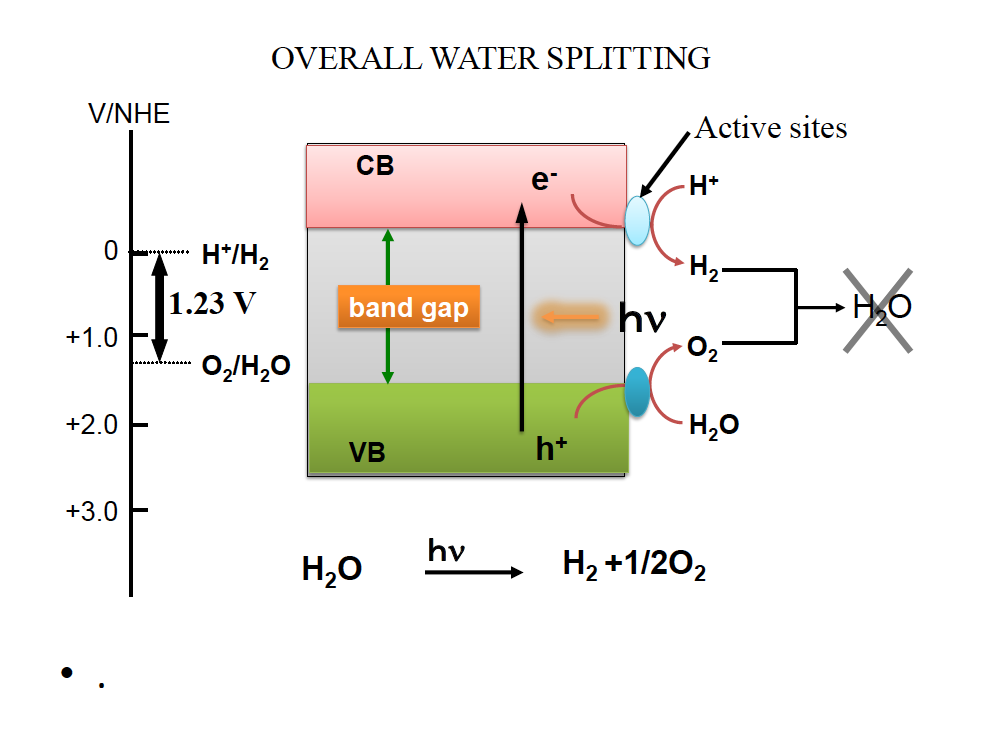 OVERALL WATER SPLITTING
V/NHE
Active sites
CB
e-
H+
0
H+/H2
H2
1.23 V
band gap
hν
H2O
+1.0
O2
O2/H2O
+2.0
VB
h+
H2O
+3.0
hν
H2O
H2 +1/2O2
• .